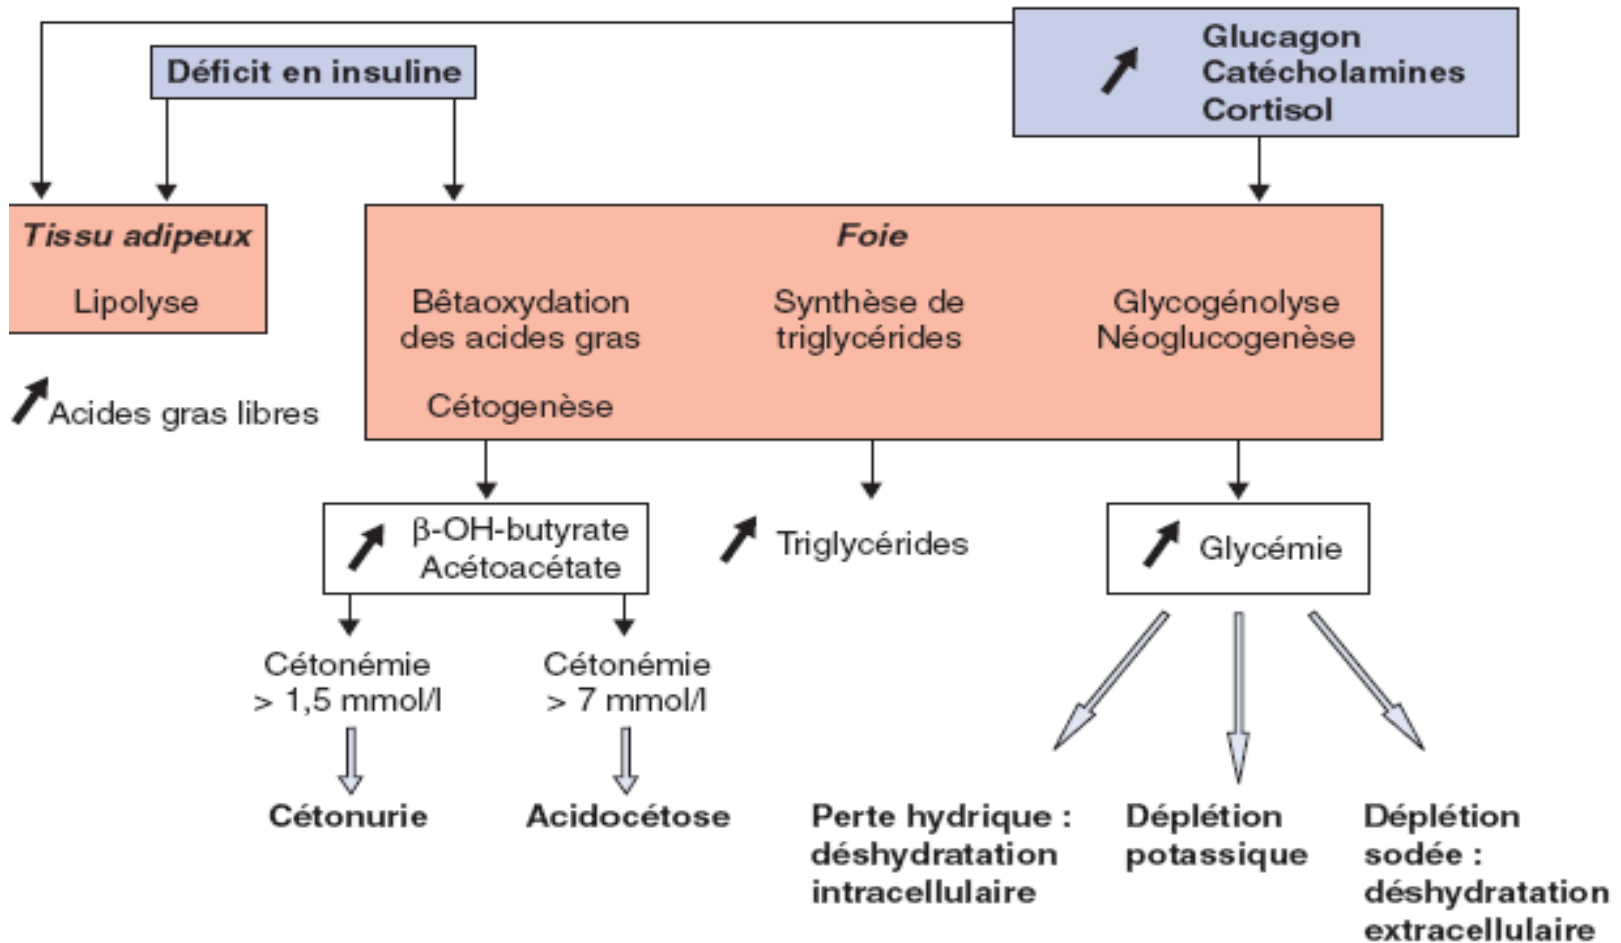 Glucagon
Catécholamines
Cortisol
Déficit en insuline
Tissu adipeux
Lipolyse
Acides gras libres
Foie
Bêtaoxydation
des acides gras
Cétogenèse
Synthèse de
triglycérides
Glycogénolyse
Néoglucogenèse
β-OH-butyrate
Acétoacétate
Triglycérides
Glycémie
Cétonémie
> 1,5 mmol/l
Cétonémie
> 7 mmol/l
Cétonurie
Acidocétose
Perte hydrique :
déshydratation
intracellulaire
Déplétion
potassique
Déplétion
sodée :
déshydratation
extracellulaire